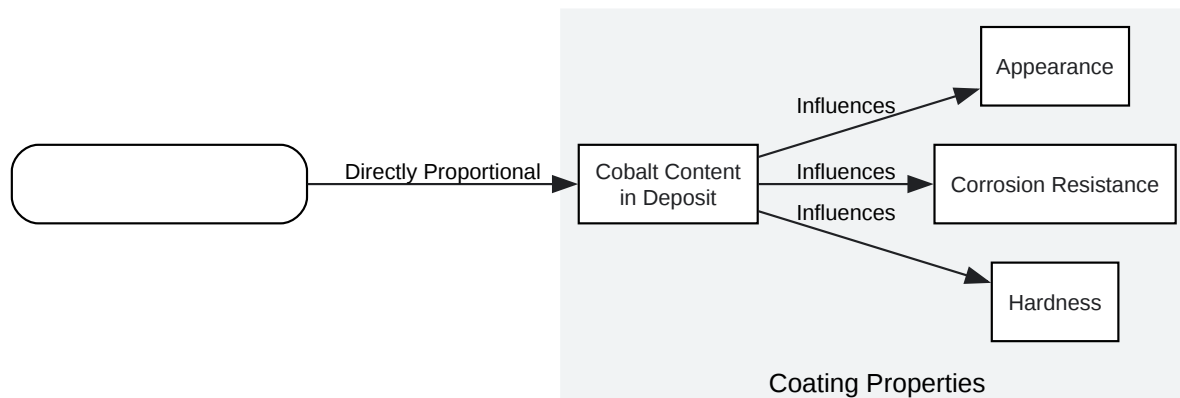 Appearance
Influences
Directly Proportional
Cobalt Content
in Deposit
Influences
Corrosion Resistance
Influences
Hardness
Coating Properties